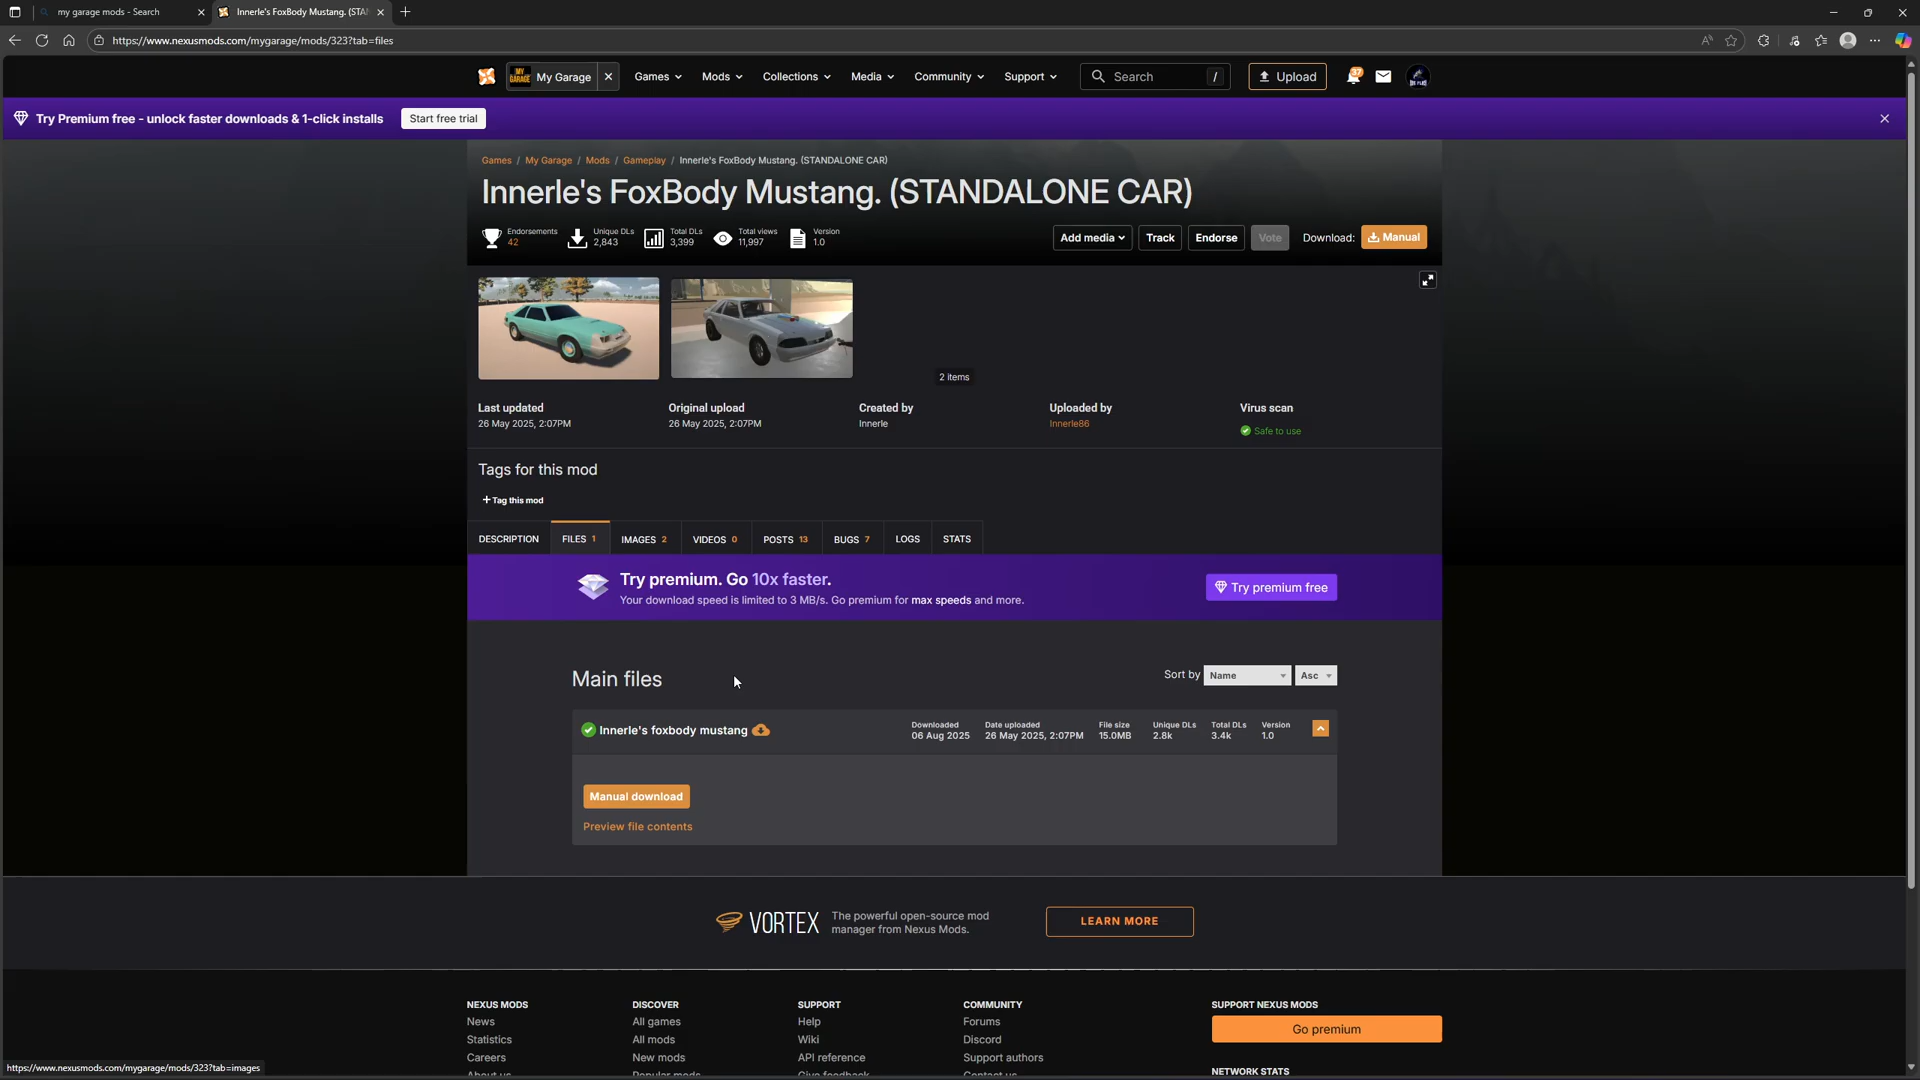 my garage mods - Search
Innerle's FoxBody Mustang. (STA
https://www.nexusmods.com/mygarage/mods/323?tab=files
MY GARAGE
My Garage
Games
Mods
Collections
Media
Community
Support
Search
/
Upload
37
Try Premium free - unlock faster downloads & 1-click installs
Start free trial
Games / My Garage / Mods / Gameplay / Innerle's FoxBody Mustang. (STANDALONE CAR)
Innerle's FoxBody Mustang. (STANDALONE CAR)
Endorsements
42
Unique DLs
2,843
Total DLs
3,399
Total views
11,997
Version
1.0
Add media
Track
Endorse
Vote
Download:
Manual
2 items
Last updated
26 May 2025, 2:07PM
Original upload
26 May 2025, 2:07PM
Created by
Innerle
Uploaded by
Innerle86
Virus scan
Safe to use
Tags for this mod
+ Tag this mod
DESCRIPTION
FILES 1
IMAGES 2
VIDEOS 0
POSTS 13
BUGS 7
LOGS
STATS
Try premium. Go 10x faster.
Your download speed is limited to 3 MB/s. Go premium for max speeds and more.
Try premium free
Main files
Sort by
Name
Asc
Innerle's foxbody mustang
Downloaded
06 Aug 2025
Date uploaded
26 May 2025, 2:07PM
File size
15.0MB
Unique DLs
2.8k
Total DLs
3.4k
Version
1.0
Manual download
Preview file contents
VORTEX
The powerful open-source mod
manager from Nexus Mods.
LEARN MORE
NEXUS MODS
News
Statistics
Careers
About us
DISCOVER
All games
All mods
New mods
Popular mods
SUPPORT
Help
Wiki
API reference
Give feedback
COMMUNITY
Forums
Discord
Support authors
Contact us
SUPPORT NEXUS MODS
Go premium
NETWORK STATS
https://www.nexusmods.com/mygarage/mods/323?tab=images